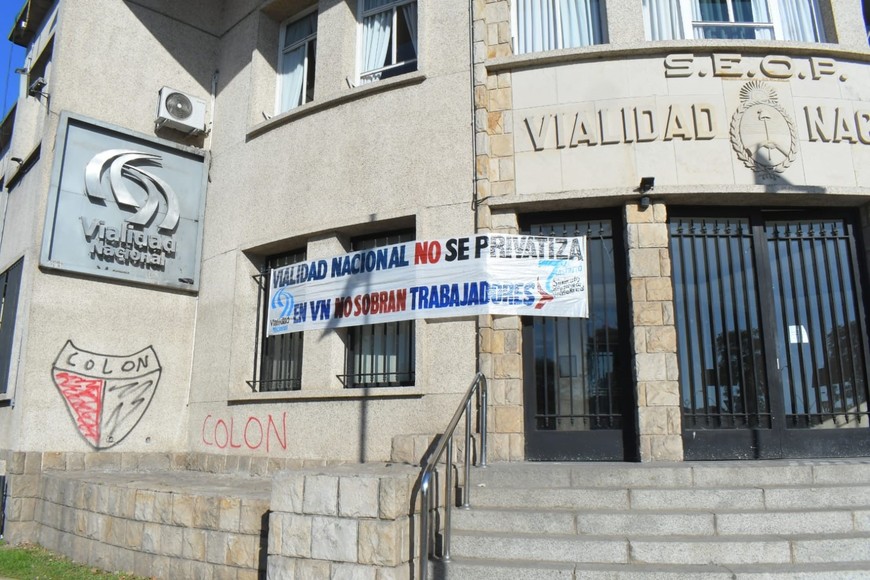 S.E.O.P.
VIALIDAD NAC
Vialidad
Nacional
VIALIDAD NACIONAL NO SE PRIVATIZA
EN VN NO SOBRAN TRABAJADORES
COLON
COLON